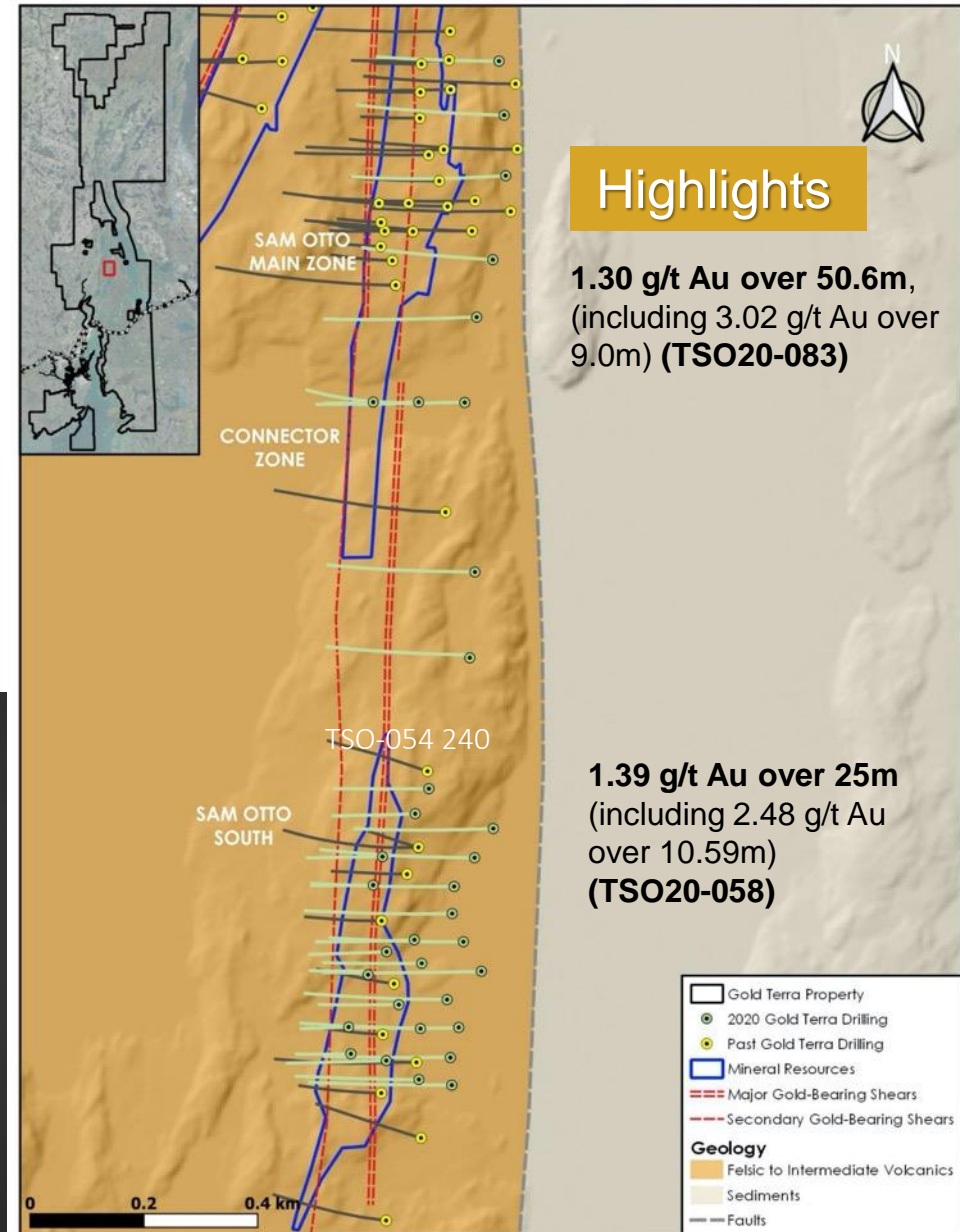 N
Highlights
1.30 g/t Au over 50.6m,
(including 3.02 g/t Au over
9.0m) (TSO20-083)
SAM OTTO
MAIN ZONE
CONNECTOR
ZONE
TSO-054 240
SAM OTTO
SOUTH
1.39 g/t Au over 25m
(including 2.48 g/t Au
over 10.59m)
(TSO20-058)
Gold Terra Property
2020 Gold Terra Drilling
Past Gold Terra Drilling
Mineral Resources
Major Gold-Bearing Shears
Secondary Gold-Bearing Shears
Geology
Felsic to Intermediate Volcanics
Sediments
Faults
0 0.2 0.4 km